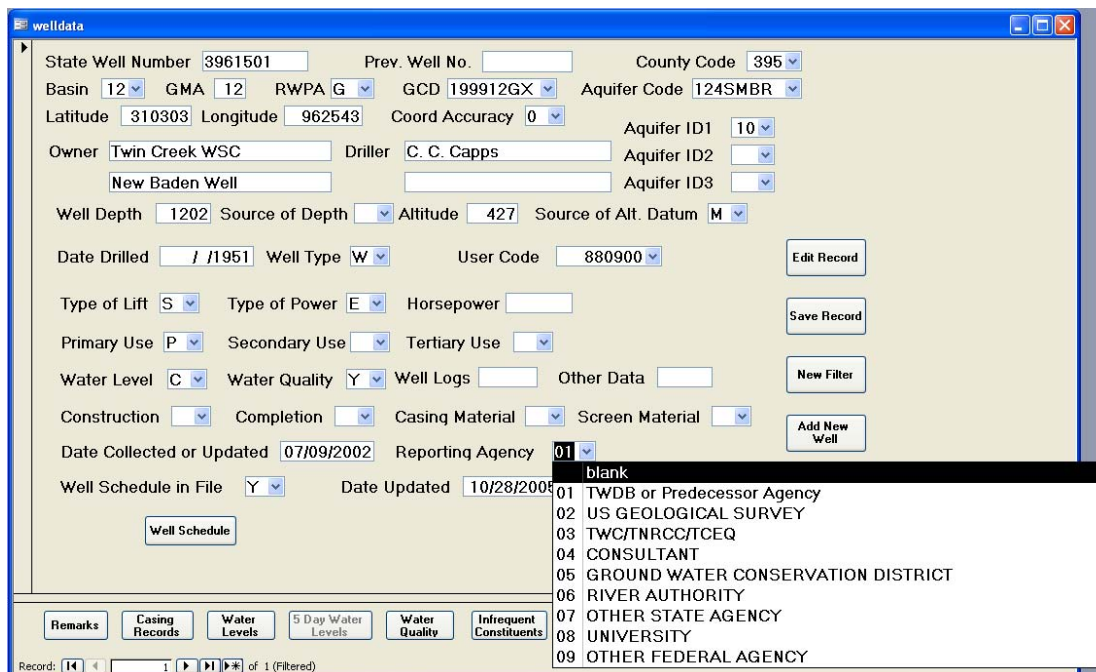 welldata
State Well Number 3961501 Prev. Well No. County Code 395
Basin 12 GMA 12 RWPA G GCD 199912GX Aquifer Code 124SMBR
Latitude 310303 Longitude 962543 Coord Accuracy 0
Aquifer ID1 10
Owner Twin Creek WSC Driller C. C. Capps Aquifer ID2
New Baden Well Aquifer ID3
Well Depth 1202 Source of Depth Altitude 427 Source of Alt. Datum M
Date Drilled / /1951 Well Type W User Code 880900 Edit Record
Type of Lift S Type of Power E Horsepower
Save Record
Primary Use P Secondary Use Tertiary Use
Water Level C Water Quality Y Well Logs Other Data New Filter
Construction Completion Casing Material Screen Material
Add New
Well
Date Collected or Updated 07/09/2002 Reporting Agency 01
blank
Well Schedule in File Y Date Updated 10/28/2005
01 TWDB or Predecessor Agency
02 US GEOLOGICAL SURVEY
03 TWC/TNRCC/TCEQ
04 CONSULTANT
05 GROUND WATER CONSERVATION DISTRICT
06 RIVER AUTHORITY
07 OTHER STATE AGENCY
08 UNIVERSITY
09 OTHER FEDERAL AGENCY
Well Schedule
Remarks
Casing
Records
Water
Levels
5 Day Water
Levels
Water
Quality
Infrequent
Constituents
Record: 1 of 1 (Filtered)